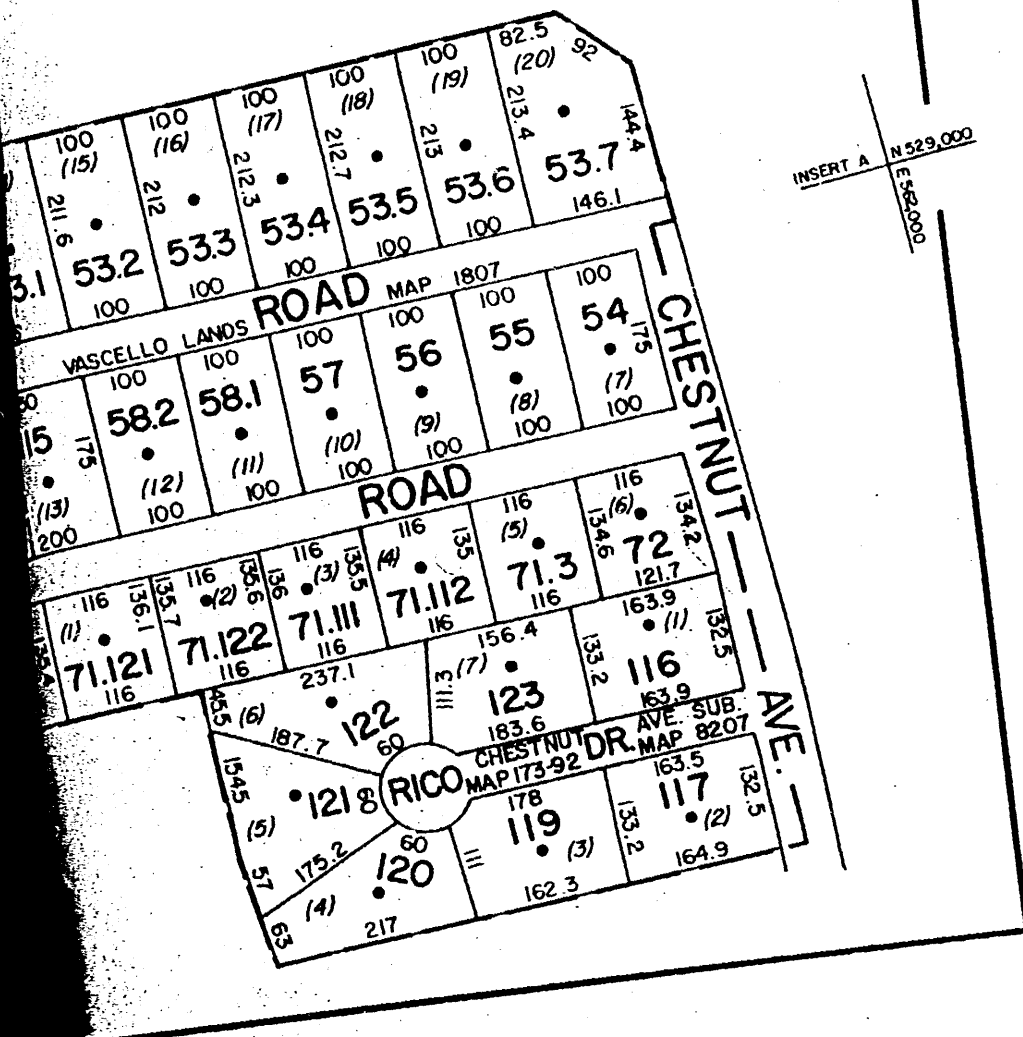 82.5
92
100 100 100 100 100
(15) (16) (17) (18) (19) (20)
211.6 212 212.3 212.7 213 213.4 144.4
3.1 53.2 53.3 53.4 53.5 53.6 53.7
100 100 100 100 100 146.1
INSERT A
N 529,000
E 562,000
VASCELLO LANDS ROAD MAP 1807
100 100 100 100 100 100
15 58.2 58.1 57 56 55 54
175 175
(13) (12) (11) (10) (9) (8) (7)
200 100 100 100 100 100 100
ROAD
CHESTNUT AVE.
116 116 116 116 116 116
(1) (2) (3) (4) (5) (6)
136.1 135.7 135.6 136 135.5 135 134.6 134.2
71.121 71.122 71.111 71.112 71.3 72
116 116 116 116 116 121.7
237.1 156.4 163.9
45.5 (6) 122 111.3 (7) 123 133.2 (1) 116 132.5
187.7 60 183.6 163.9
RICO DR.
CHESTNUT AVE. SUB.
MAP 173-92 MAP 8207
154.5 121 60 178 163.5
(5) 119 117
175.2 60 111 (3) 133.2 (2) 132.5
57 120 162.3 164.9
(4)
63 217